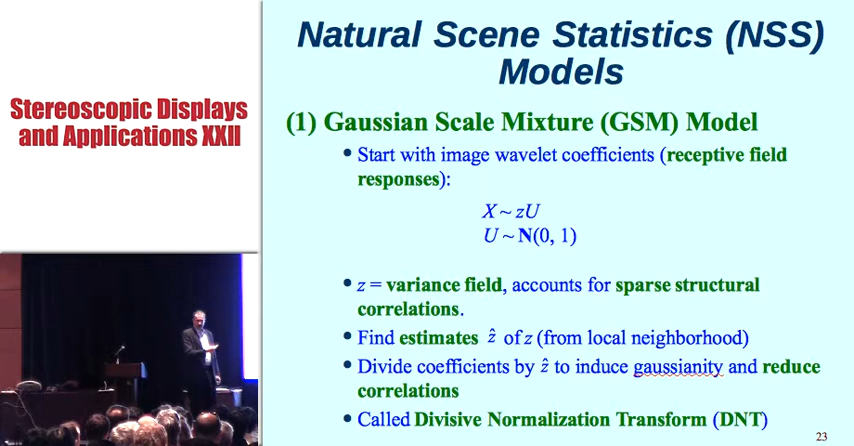 Stereoscopic Displays
and Applications XXII
Natural Scene Statistics (NSS)
Models
(1) Gaussian Scale Mixture (GSM) Model
• Start with image wavelet coefficients (receptive field
responses):
X ~ zU
U ~ N(0, 1)
• z = variance field, accounts for sparse structural
correlations.
• Find estimates ẑ of z (from local neighborhood)
• Divide coefficients by ẑ to induce gaussianity and reduce
correlations
• Called Divisive Normalization Transform (DNT)
23